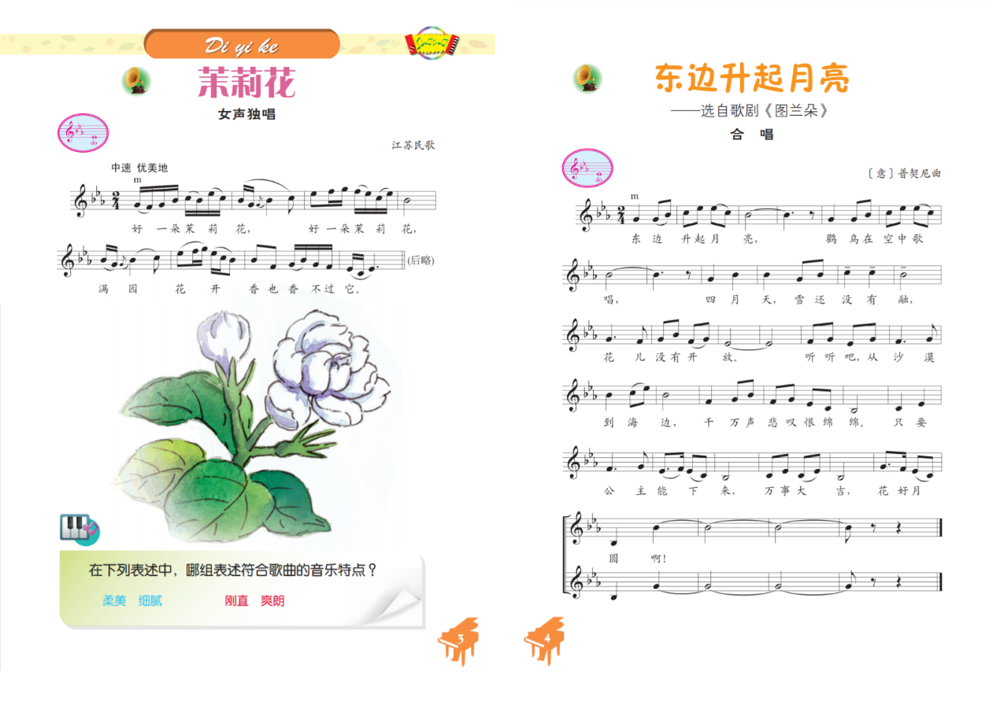 Di yi ke
茉莉花
女声独唱
do
江苏民歌
中速 优美地
m
2
4
好 一朵茉 莉 花， 好一朵茉 莉 花，
(后略)
满 园 花 开 香也香 不过它。
在下列表述中，哪组表述符合歌曲的音乐特点？
柔美 细腻 刚直 爽朗
3
东边升起月亮
——选自歌剧《图兰朵》
合 唱
do
〔意〕普契尼曲
m
2
4
东 边 升起月 亮， 鹳 鸟在 空中歌
唱， 四 月 天，雪 还 没 有 融，
花 儿没有开 放。 听听吧，从 沙 漠
到 海 边， 千 万声 悲叹恨绵 绵。 只 要
公 主 能 下 来， 万事大 吉， 花 好月
圆 啊！
4